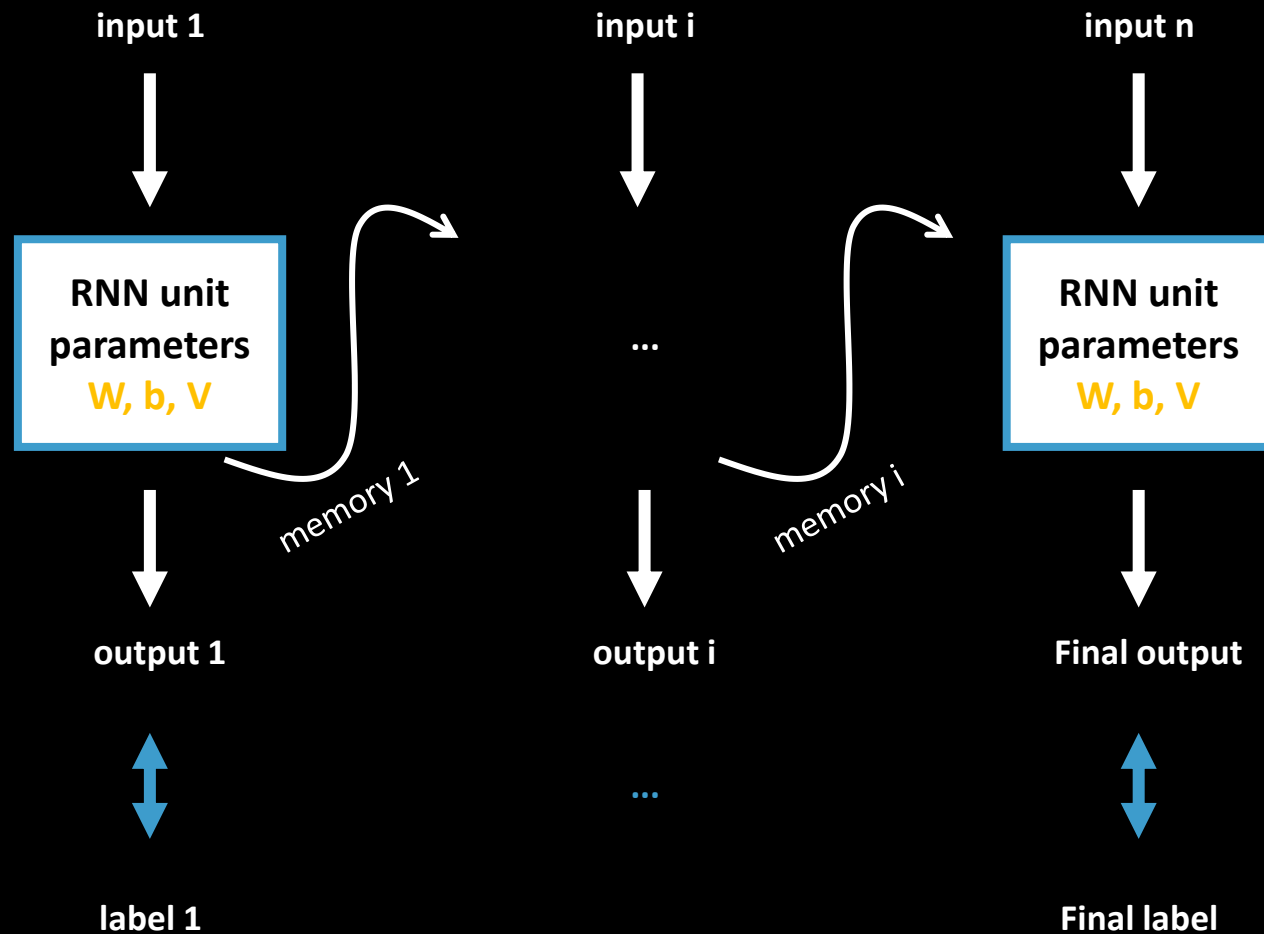 input 1
input i
input n
RNN unit
parameters
W, b, V
...
RNN unit
parameters
W, b, V
memory 1
memory i
output 1
output i
Final output
...
label 1
Final label